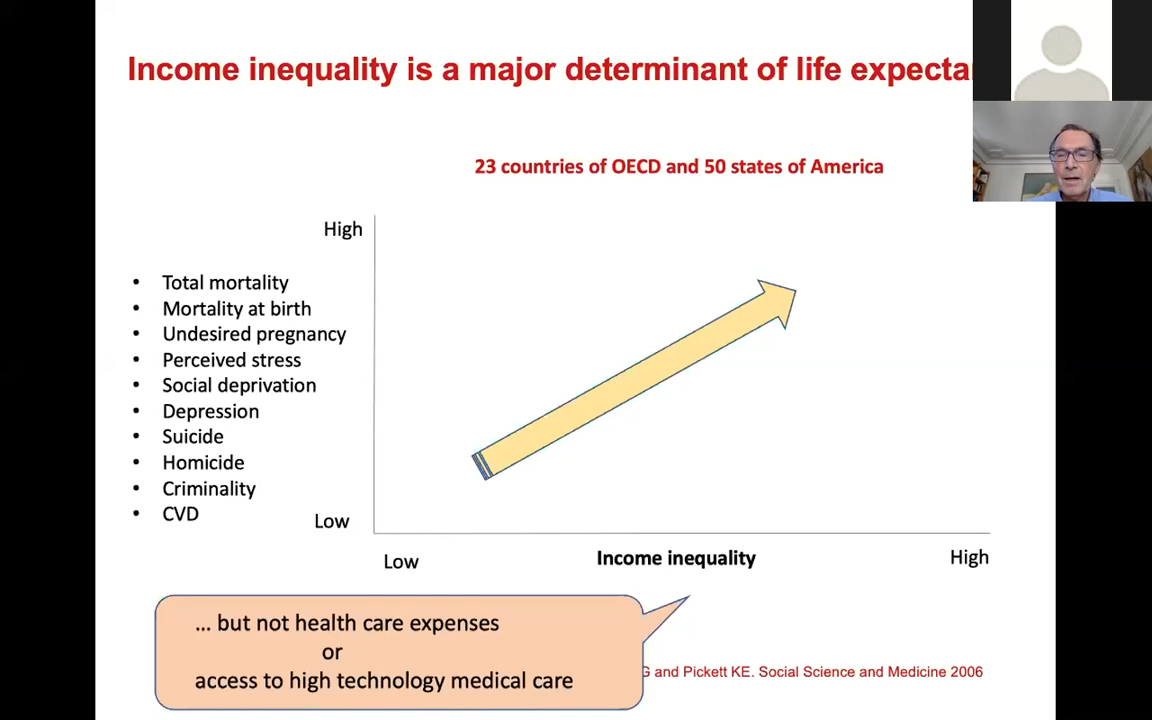 Income inequality is a major determinant of life
23 countries of OECD and 50 states of America
High
• Total mortality
• Mortality at birth
• Undesired pregnancy
• Perceived stress
• Social deprivation
• Depression
• Suicide
• Homicide
• Criminality
• CVD
Low
Low
Income inequality
High
... but not health care expenses
or
access to high technology medical care
and Pickett KE. Social Science and Medicine 2006